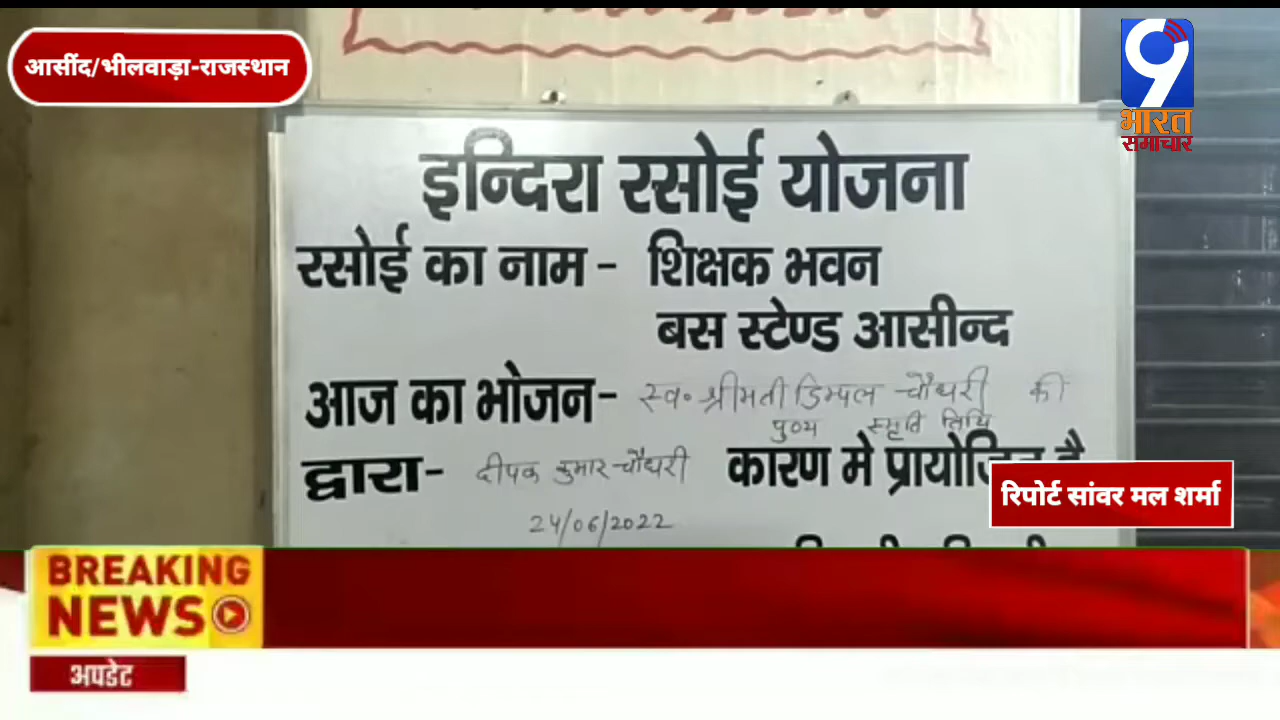 आसींद/भीलवाड़ा-राजस्थान
9
भारत
समाचार
इन्दिरा रसोई योजना
रसोई का नाम - शिक्षक भवन
बस स्टेण्ड आसीन्द
आज का भोजन- स्व. श्रीमती डिम्पल चौधरी की
पुण्य स्मृति तिथि
द्वारा- दीपक कुमार चौधरी कारण मे है
24/06/2022
रिपोर्ट सांवर मल शर्मा
BREAKING
NEWS
अपडेट